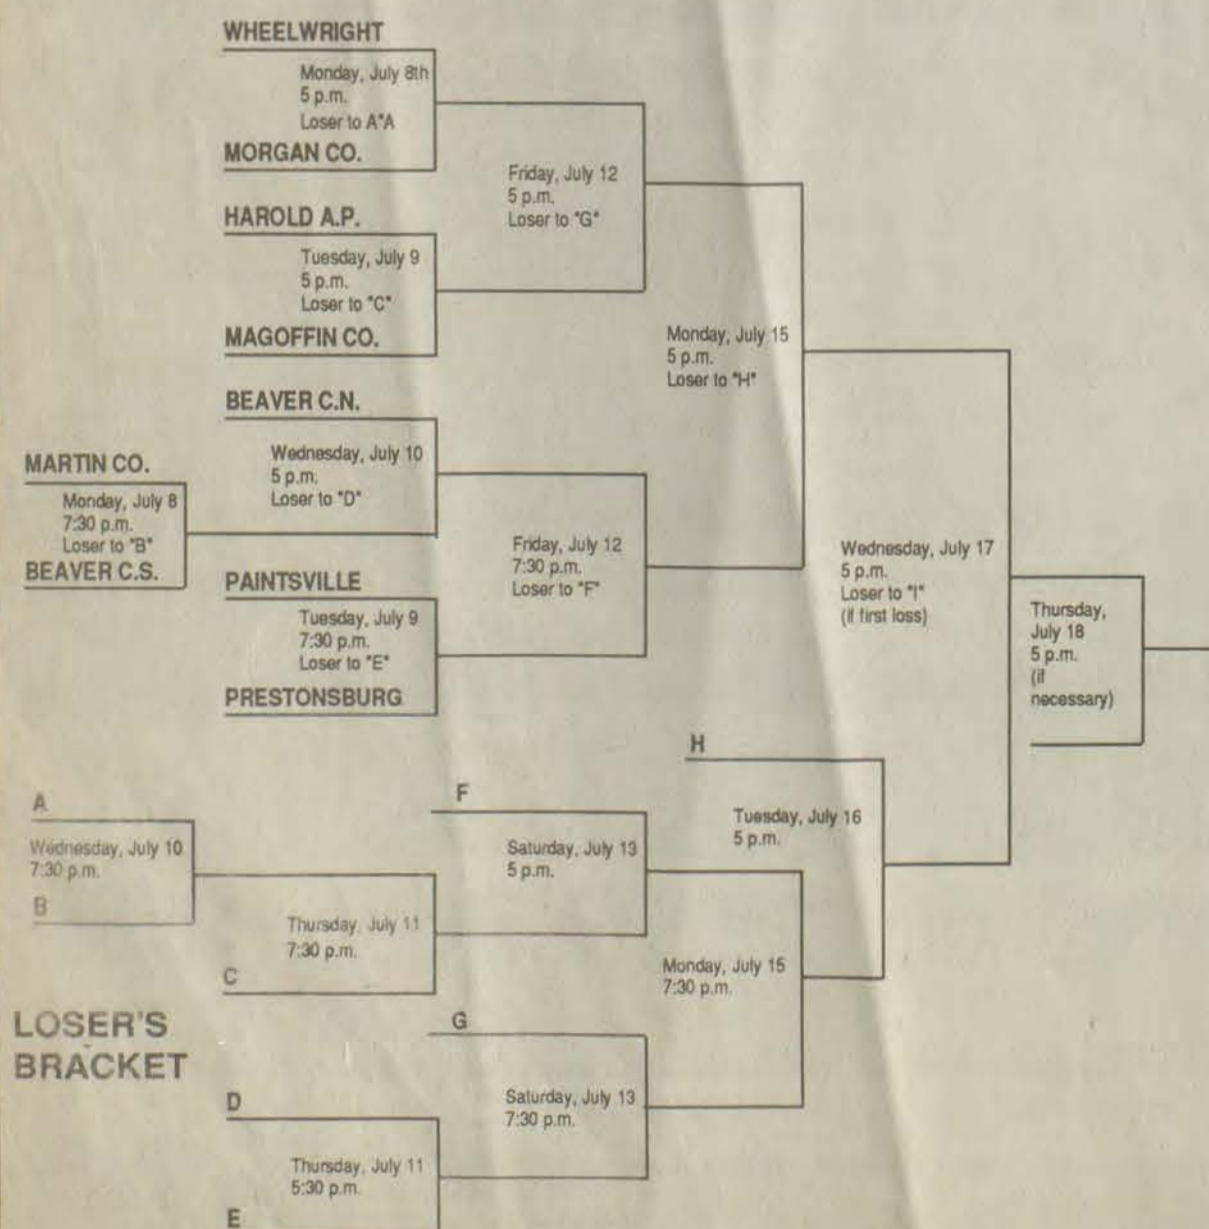 WHEELWRIGHT
Monday, July 8th
5 p.m.
Loser to A"A
MORGAN CO.
Friday, July 12
5 p.m.
Loser to "G"
HAROLD A.P.
Tuesday, July 9
5 p.m.
Loser to "C"
MAGOFFIN CO.
Monday, July 15
5 p.m.
Loser to "H"
BEAVER C.N.
Wednesday, July 10
5 p.m.
Loser to "D"
MARTIN CO.
Monday, July 8
7:30 p.m.
Loser to "B"
BEAVER C.S.
Friday, July 12
7:30 p.m.
Loser to "F"
PAINTSVILLE
Tuesday, July 9
7:30 p.m.
Loser to "E"
PRESTONSBURG
Wednesday, July 17
5 p.m.
Loser to "I"
(if first loss)
Thursday,
July 18
5 p.m.
(if
necessary)
H
Tuesday, July 16
5 p.m.
A
Wednesday, July 10
7:30 p.m.
B
F
Saturday, July 13
5 p.m.
Thursday, July 11
7:30 p.m.
C
Monday, July 15
7:30 p.m.
LOSER'S
BRACKET
G
Saturday, July 13
7:30 p.m.
D
Thursday, July 11
5:30 p.m.
E